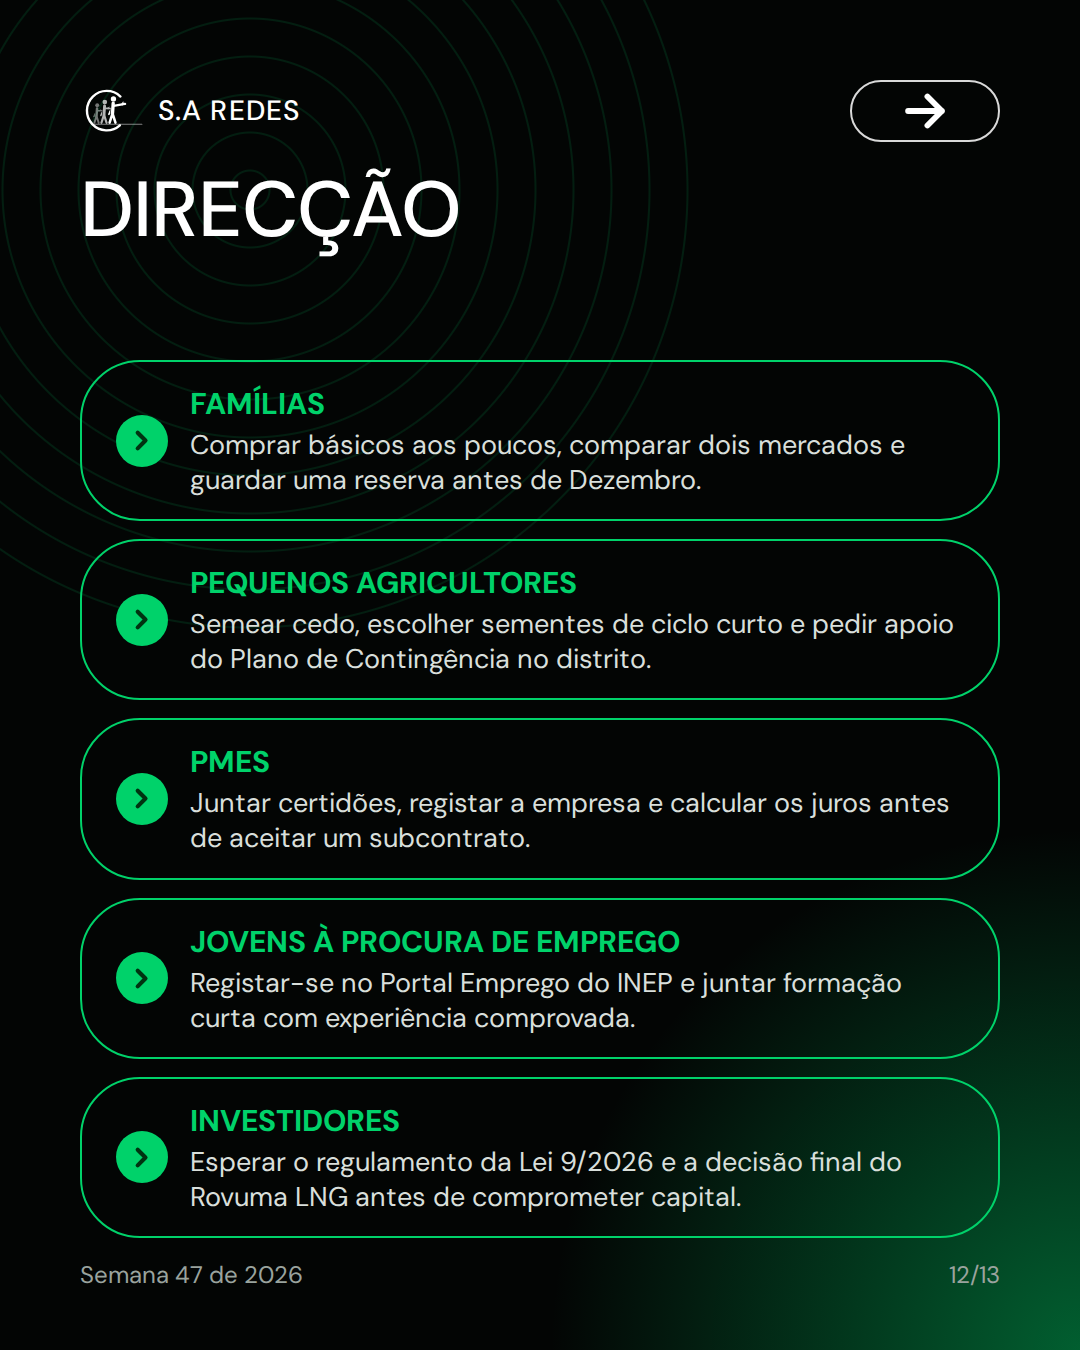 S.A REDES
DIRECÇÃO
FAMÍLIAS
Comprar básicos aos poucos, comparar dois mercados e
guardar uma reserva antes de Dezembro.
PEQUENOS AGRICULTORES
Semear cedo, escolher sementes de ciclo curto e pedir apoio
do Plano de Contingência no distrito.
PMES
Juntar certidões, registar a empresa e calcular os juros antes
de aceitar um subcontrato.
JOVENS À PROCURA DE EMPREGO
Registar-se no Portal Emprego do INEP e juntar formação
curta com experiência comprovada.
INVESTIDORES
Esperar o regulamento da Lei 9/2026 e a decisão final do
Rovuma LNG antes de comprometer capital.
Semana 47 de 2026
12/13